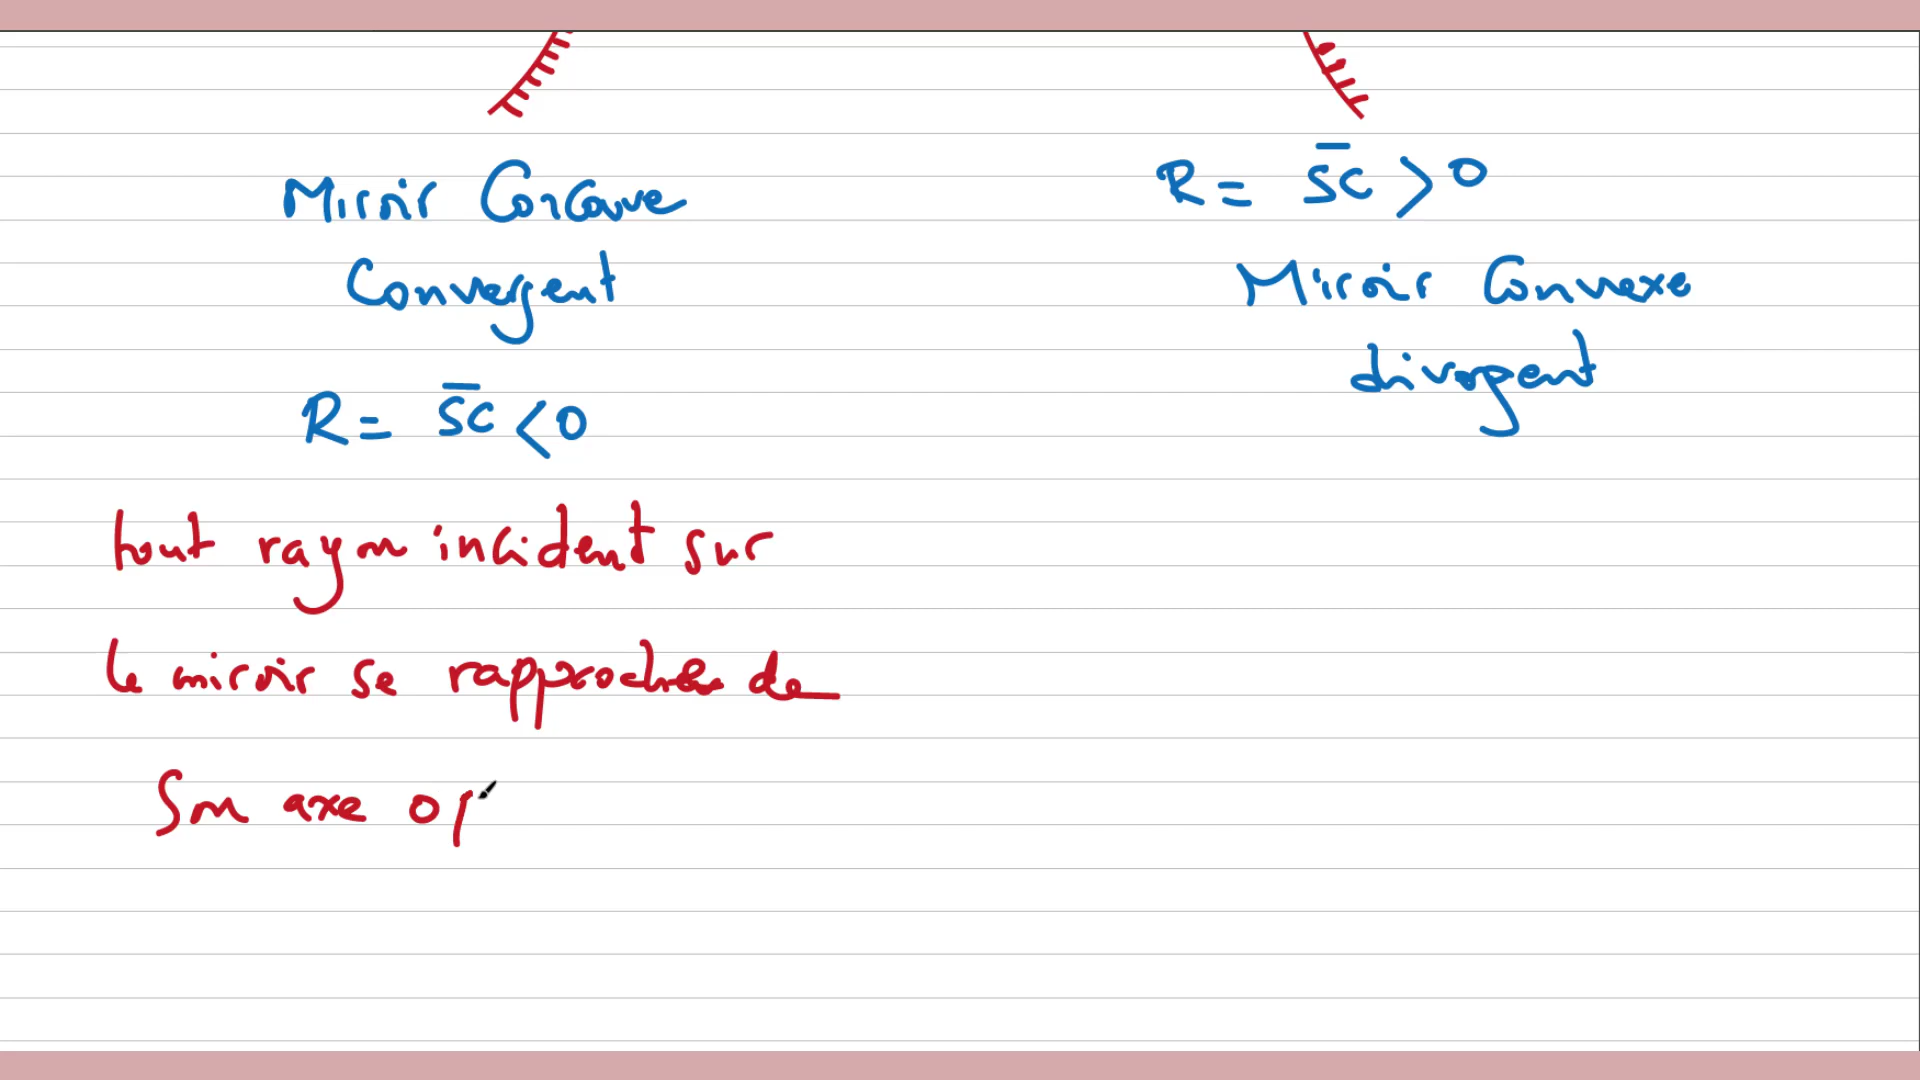 Miroir Concave
Convergent
R = S̅C̅ < 0
tout rayon incident sur
le miroir se rapproche de
Son axe op
R = S̅C̅ > 0
Miroir Convexe
divergent